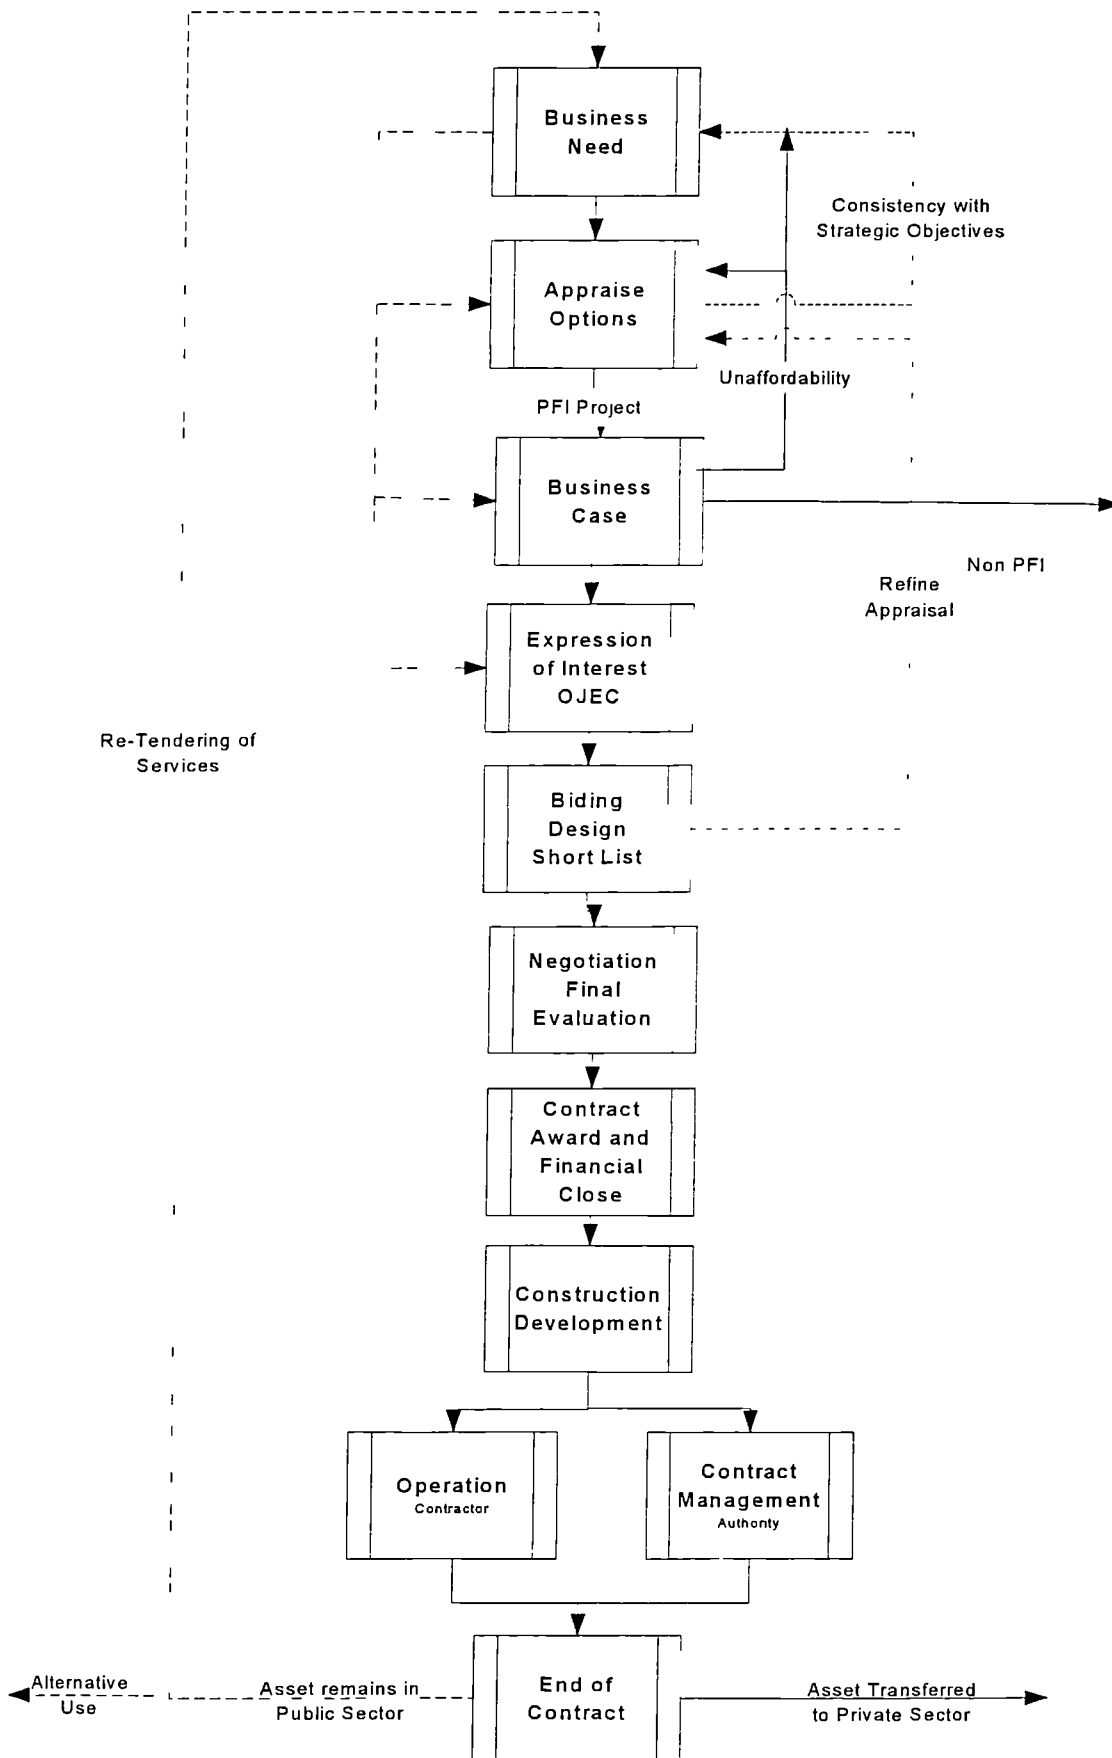 Business
Need
Consistency with
Strategic Objectives
Appraise
Options
Unaffordability
PFI Project
Business
Case
Non PFI
Refine
Appraisal
Expression
of Interest
OJEC
Re-Tendering of
Services
Biding
Design
Short List
Negotiation
Final
Evaluation
Contract
Award and
Financial
Close
Construction
Development
Operation
Contractor
Contract
Management
Authonty
Alternative
Use
Asset remains in
Public Sector
End of
Contract
Asset Transferred
to Private Sector